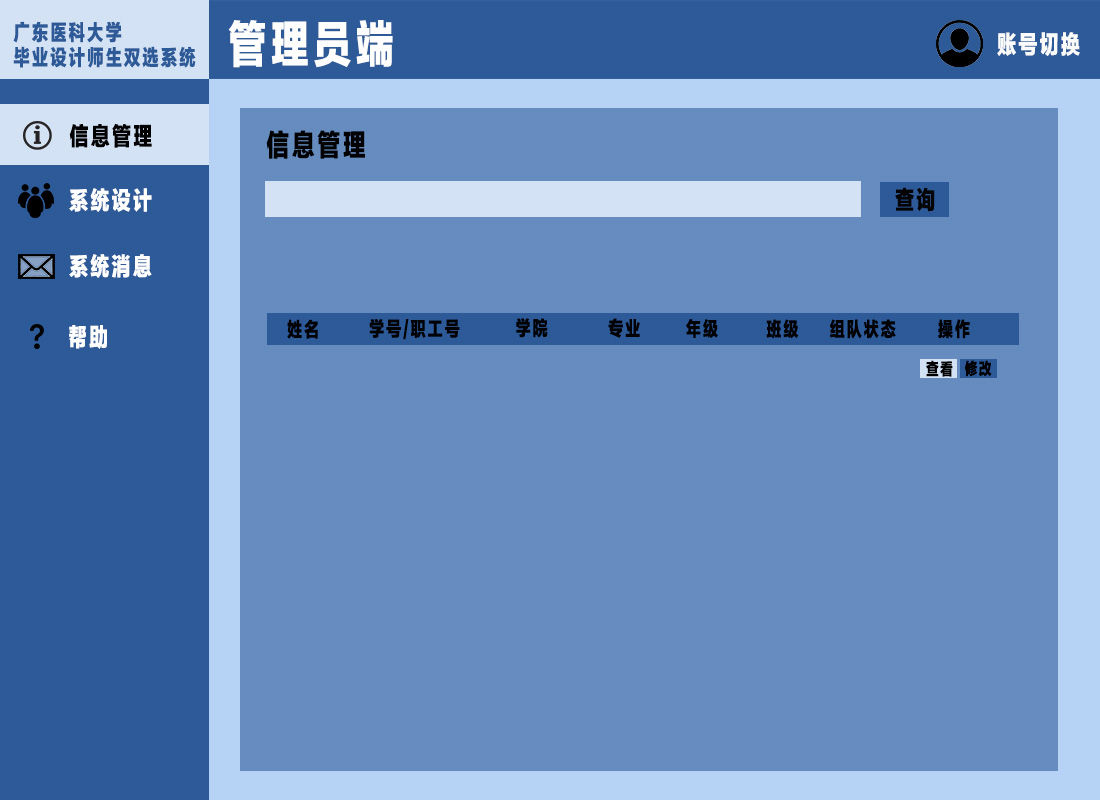 广东医科大学
毕业设计师生双选系统
管理员端
账号切换
信息管理
系统设计
系统消息
? 帮助
信息管理
查询
姓名 学号/职工号 学院 专业 年级 班级 组队状态 操作
查看 修改